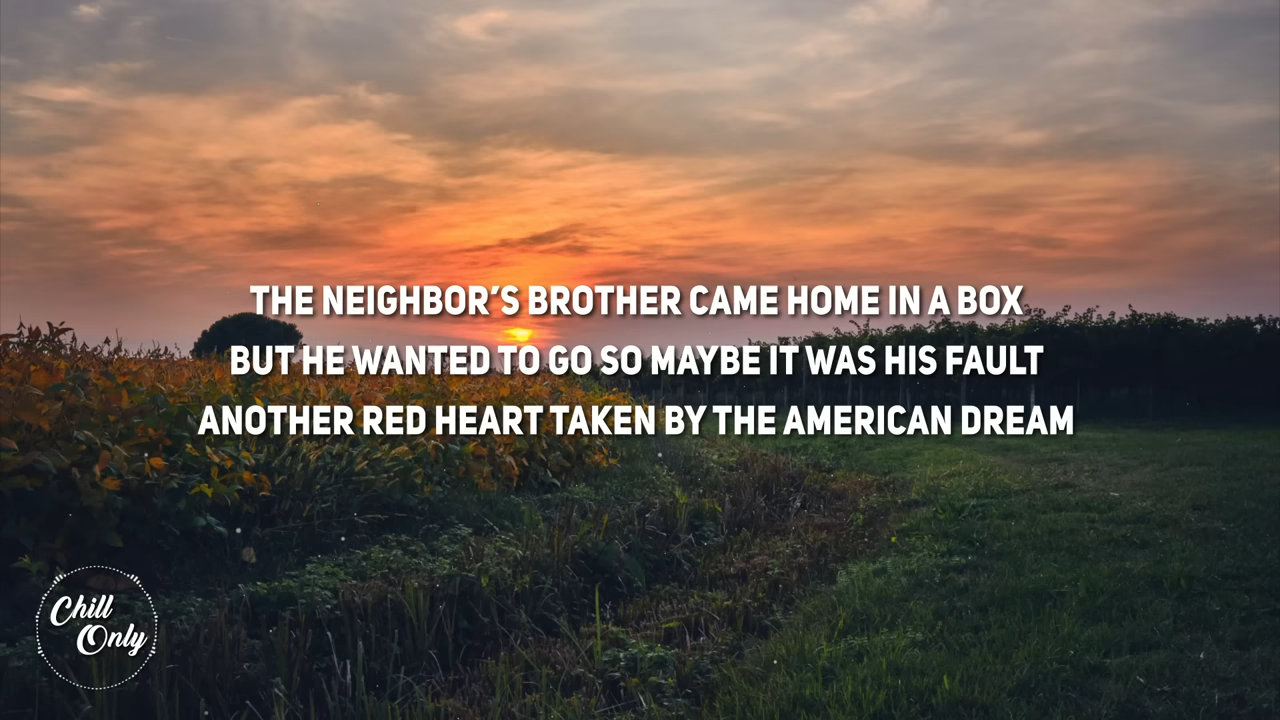 THE NEIGHBOR'S BROTHER CAME HOME IN A BOX
BUT HE WANTED TO GO SO MAYBE IT WAS HIS FAULT
ANOTHER RED HEART TAKEN BY THE AMERICAN DREAM
Chill
Only